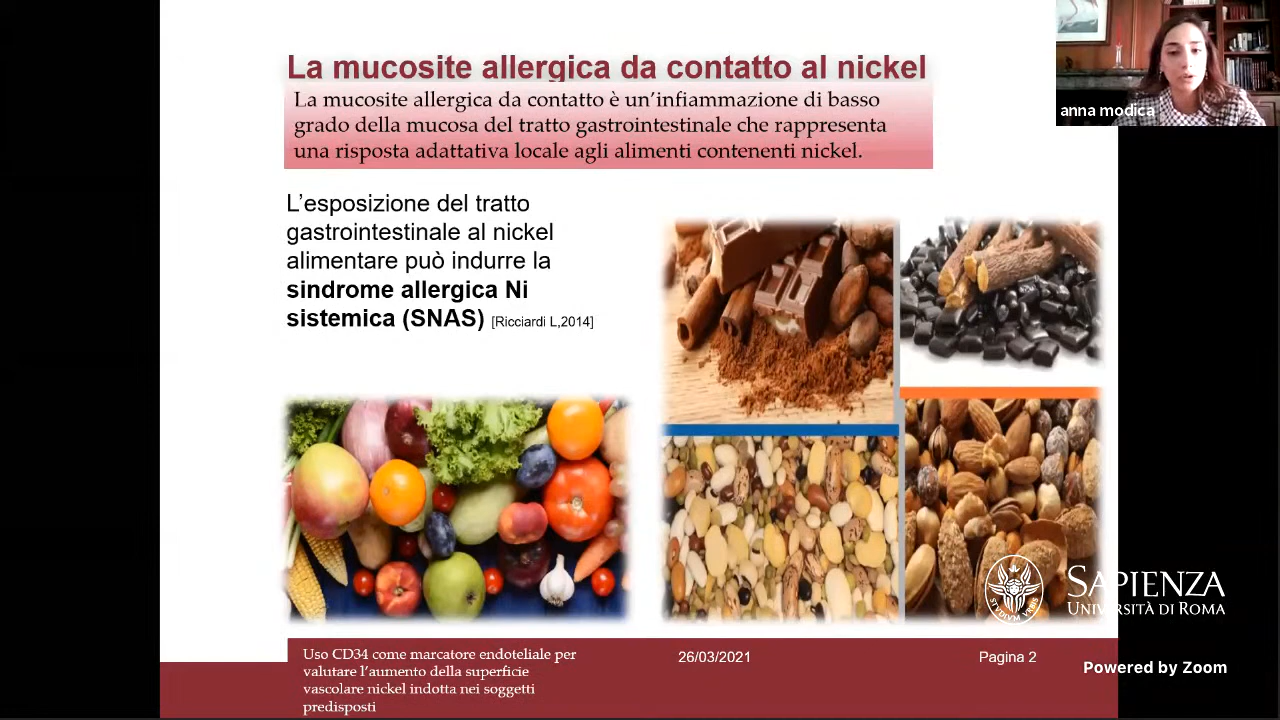 La mucosite allergica da contatto al nickel
La mucosite allergica da contatto è un’infiammazione di basso
grado della mucosa del tratto gastrointestinale che rappresenta
una risposta adattativa locale agli alimenti contenenti nickel.
anna modica
L’esposizione del tratto
gastrointestinale al nickel
alimentare può indurre la
sindrome allergica Ni
sistemica (SNAS) [Ricciardi L,2014]
STVDIVM VRBIS
SAPIENZA
UNIVERSITÀ DI ROMA
Uso CD34 come marcatore endoteliale per
valutare l’aumento della superficie
vascolare nickel indotta nei soggetti
predisposti
26/03/2021
Pagina 2
Powered by Zoom